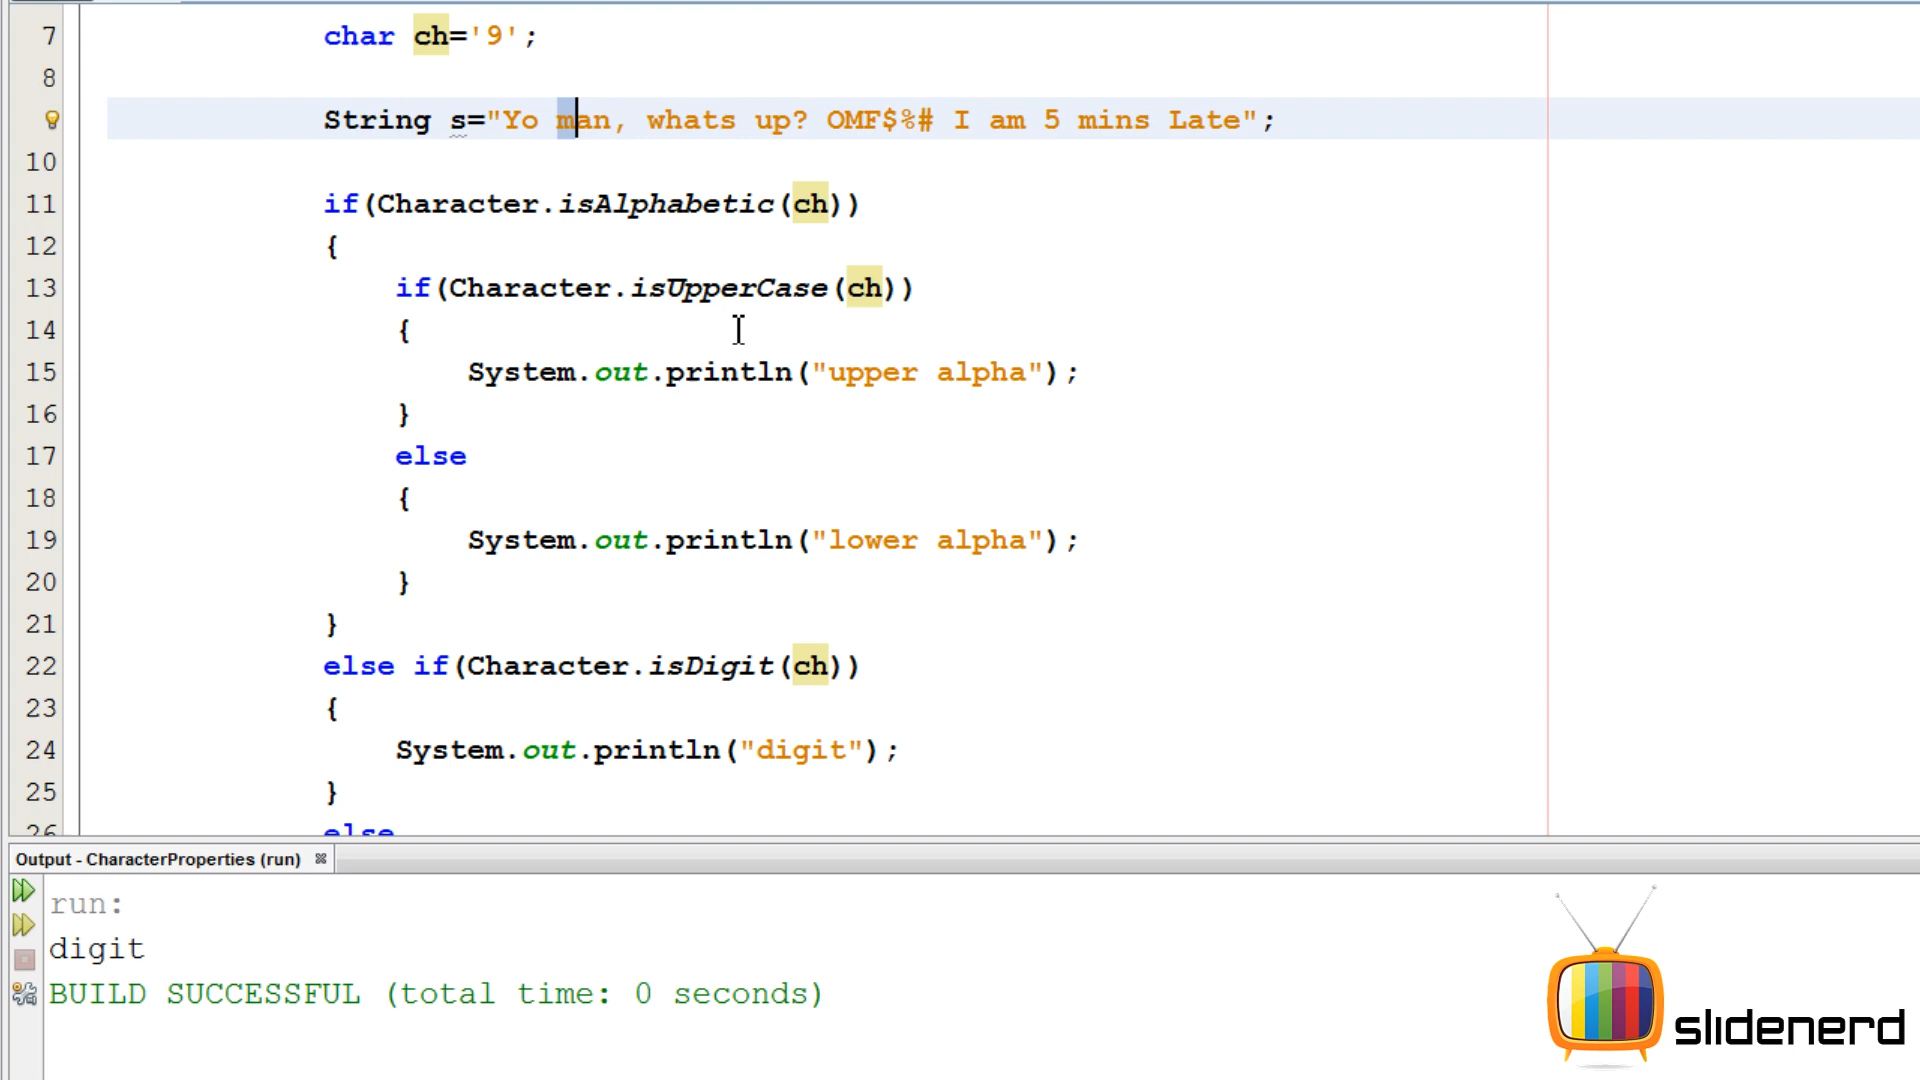 7 char ch='9';
8
String s="Yo man, whats up? OMF$%# I am 5 mins Late";
10
11 if(Character.isAlphabetic(ch))
12 {
13 if(Character.isUpperCase(ch))
14 {
15 System.out.println("upper alpha");
16 }
17 else
18 {
19 System.out.println("lower alpha");
20 }
21 }
22 else if(Character.isDigit(ch))
23 {
24 System.out.println("digit");
25 }
26 else
Output - CharacterProperties (run)
run:
digit
BUILD SUCCESSFUL (total time: 0 seconds)
slidenerd